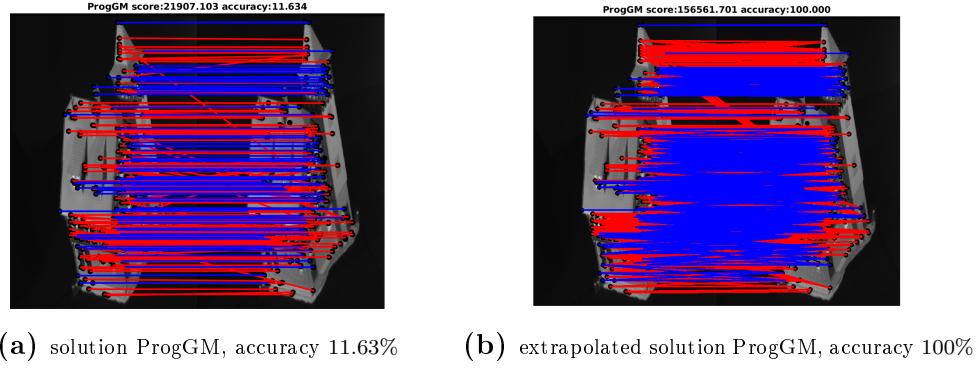 ProgGM score:21907.103 accuracy:11.634
ProgGM score:156561.701 accuracy:100.000
(a) solution ProgGM, accuracy 11.63%
(b) extrapolated solution ProgGM, accuracy 100%